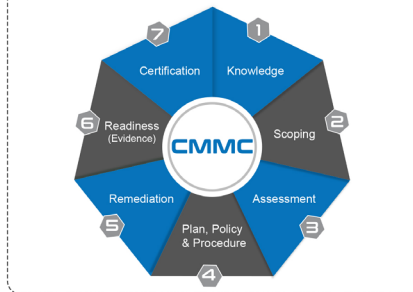 7
1
Certification
Knowledge
6
Readiness
(Evidence)
CMMC
2
Scoping
Remediation
Assessment
5
Plan, Policy
& Procedure
3
4